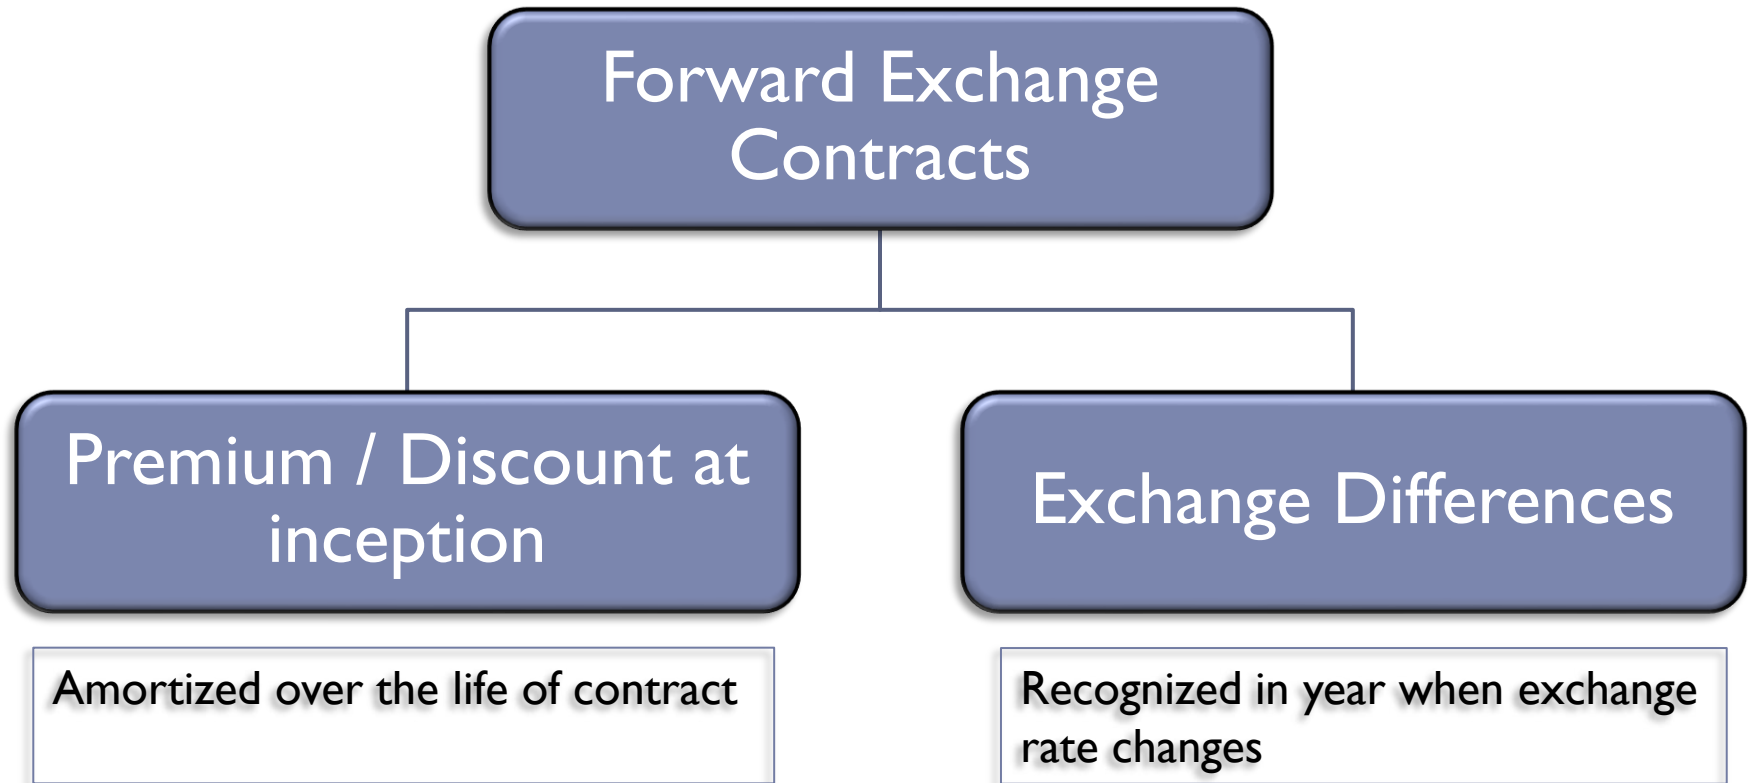 Forward Exchange
Contracts
Premium / Discount at
inception
Exchange Differences
Amortized over the life of contract
Recognized in year when exchange
rate changes